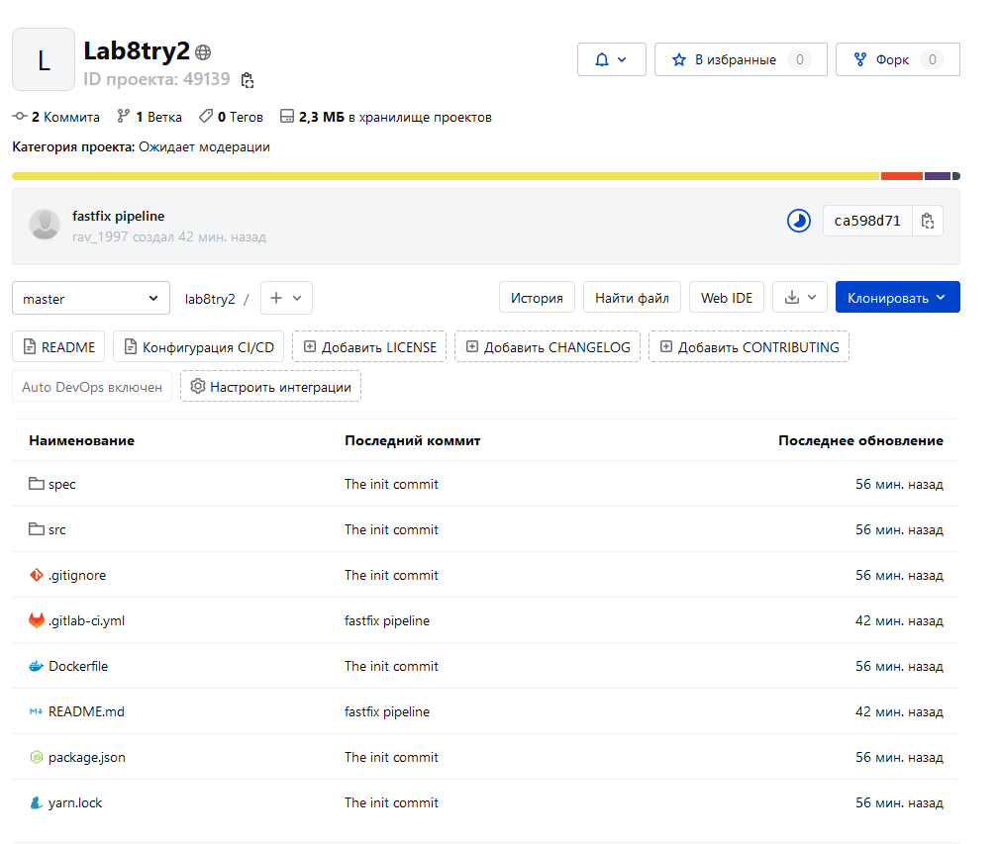 L
Lab8try2
ID проекта: 49139
В избранные 0
Форк 0
2 Коммита 1 Ветка 0 Тегов 2,3 МБ в хранилище проектов
Категория проекта: Ожидает модерации
fastfix pipeline
rav_1997 создал 42 мин. назад
ca598d71
master lab8try2 / + История Найти файл Web IDE Клонировать
README Конфигурация CI/CD Добавить LICENSE Добавить CHANGELOG Добавить CONTRIBUTING
Auto DevOps включен Настроить интеграции
Наименование Последний коммит Последнее обновление
spec The init commit 56 мин. назад
src The init commit 56 мин. назад
.gitignore The init commit 56 мин. назад
.gitlab-ci.yml fastfix pipeline 42 мин. назад
Dockerfile The init commit 56 мин. назад
README.md fastfix pipeline 42 мин. назад
package.json The init commit 56 мин. назад
yarn.lock The init commit 56 мин. назад